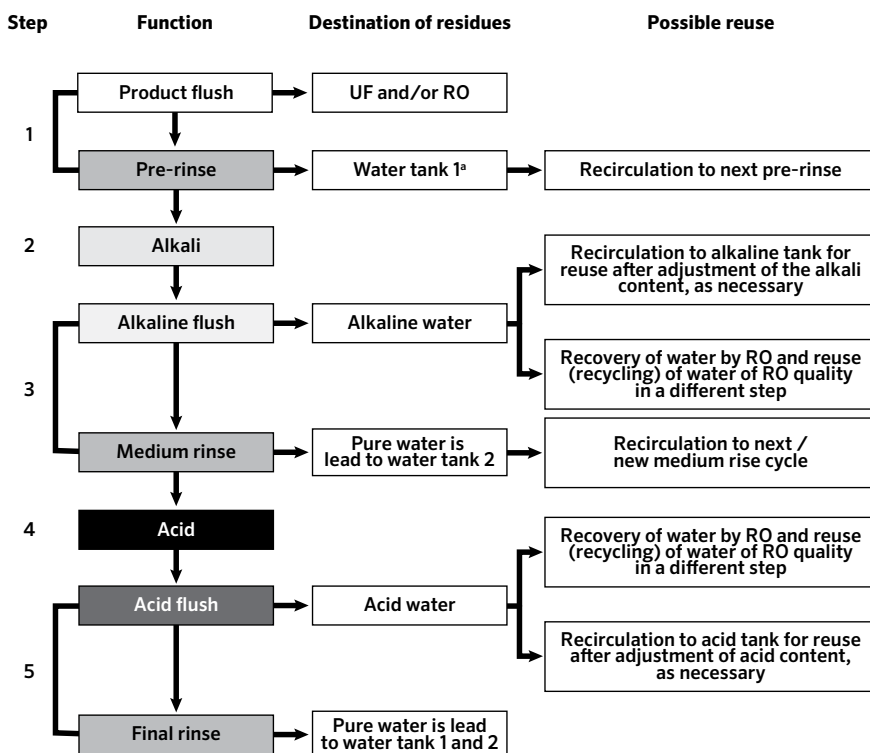 Step Function Destination of residues Possible reuse
Product flush UF and/or RO
1
Pre-rinse Water tank 1ª Recirculation to next pre-rinse
2 Alkali
Recirculation to alkaline tank for
reuse after adjustment of the alkali
content, as necessary
Alkaline flush Alkaline water
Recovery of water by RO and reuse
(recycling) of water of RO quality
in a different step
3
Medium rinse
Pure water is
lead to water tank 2
Recirculation to next /
new medium rise cycle
4 Acid
Recovery of water by RO and reuse
(recycling) of water of RO quality
in a different step
Acid flush Acid water
Recirculation to acid tank for reuse
after adjustment of acid content,
as necessary
5
Final rinse
Pure water is lead
to water tank 1 and 2